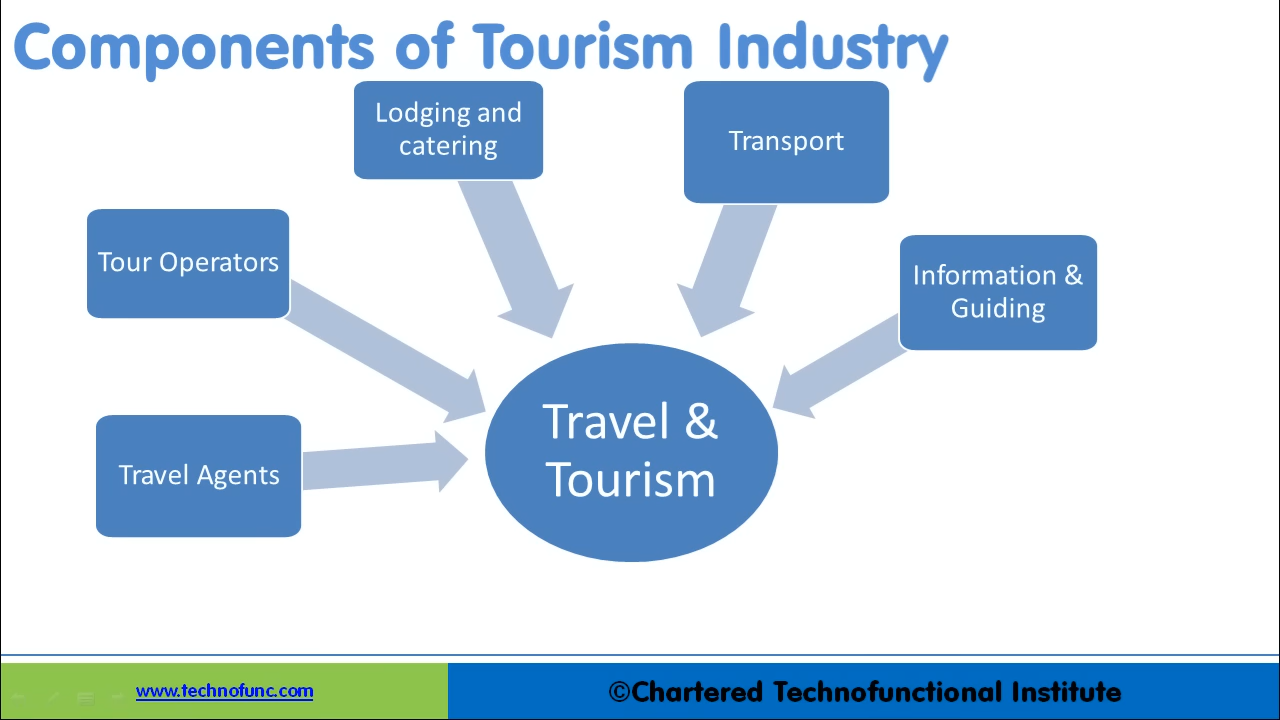 Components of Tourism Industry
Lodging and
catering
Transport
Tour Operators
Information &
Guiding
Travel &
Tourism
Travel Agents
www.technofunc.com
©Chartered Technofunctional Institute